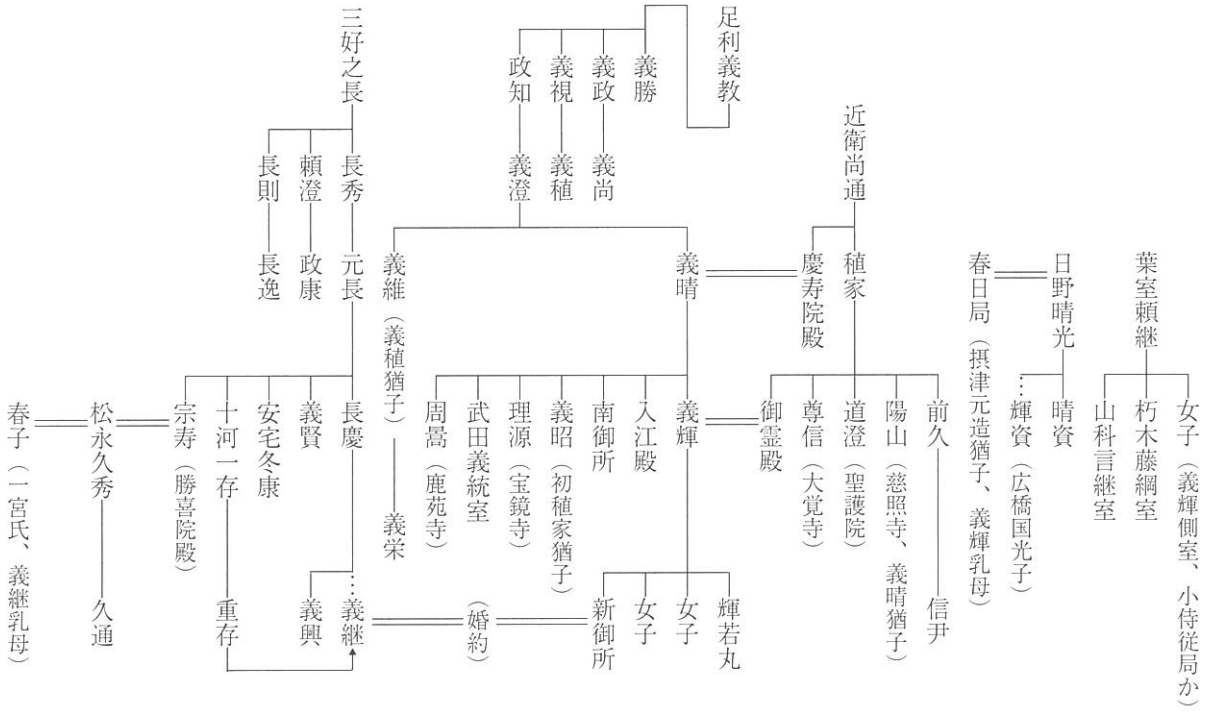 葉室頼継
女子（義輝側室、小侍従局か）
朽木藤綱室
山科言継室
日野晴光
晴資
輝資（広橋国光子）
春日局（摂津元造猶子、義輝乳母）
近衛尚通
稙家
慶寿院殿
前久
信尹
陽山（慈照寺、義晴猶子）
道澄（聖護院）
尊信（大覚寺）
御霊殿
足利義教
義勝
義政
義尚
義視
義稙
政知
義澄
義晴
義維（義稙猶子）
義栄
義輝
入江殿
南御所
義昭（初稙家猶子）
理源（宝鏡寺）
武田義統室
周暠（鹿苑寺）
輝若丸
女子
女子
新御所
（婚約）
三好之長
長秀
元長
頼澄
政康
長則
長逸
長慶
義継
義興
義賢
安宅冬康
十河一存
重存
宗寿（勝喜院殿）
松永久秀
久通
春子（一宮氏、義継乳母）